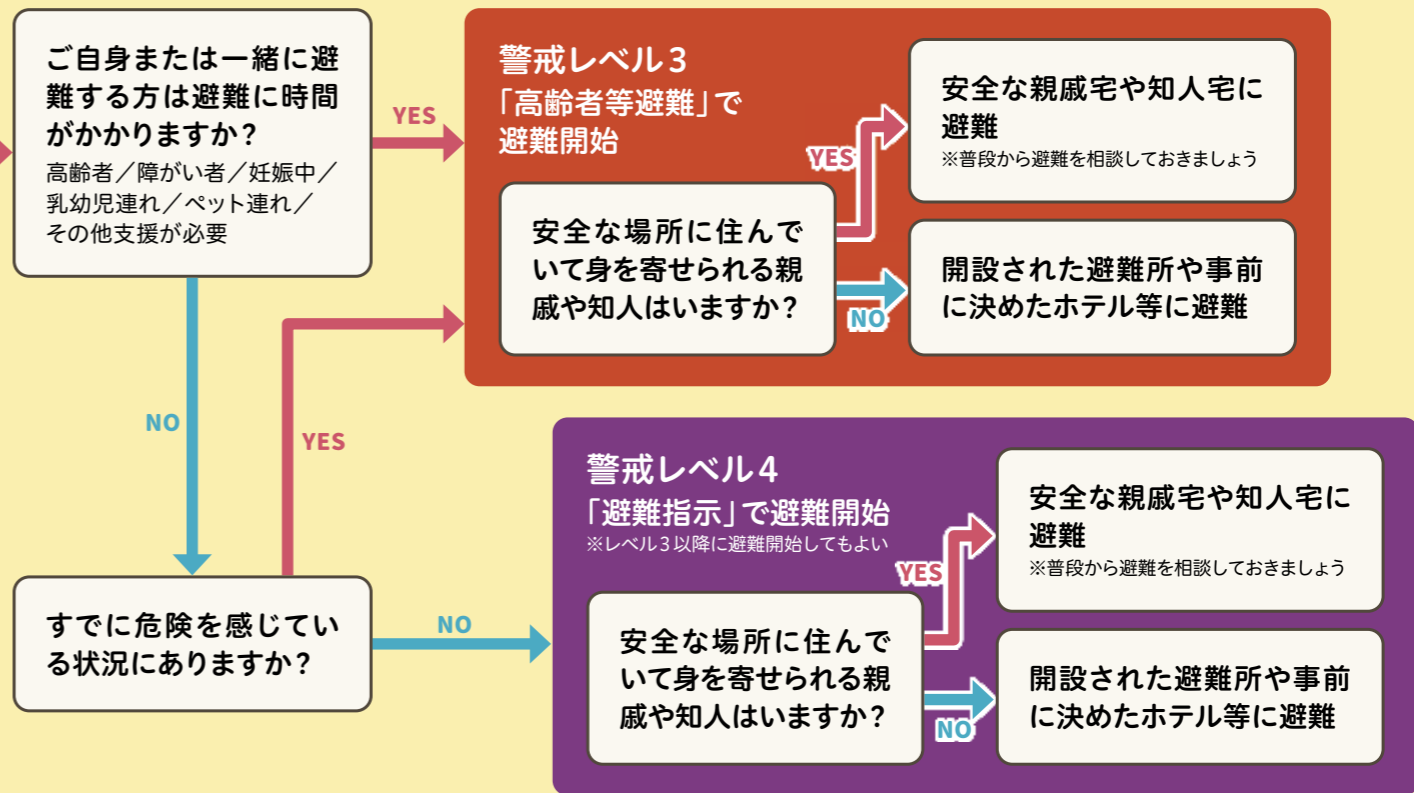 ご自身または一緒に避
難する方は避難に時間
がかかりますか？
高齢者／障がい者／妊娠中／
乳幼児連れ／ペット連れ／
その他支援が必要
YES
NO
警戒レベル3
「高齢者等避難」で
避難開始
安全な場所に住んで
いて身を寄せられる親
戚や知人はいますか？
YES
安全な親戚宅や知人宅に
避難
※普段から避難を相談しておきましょう
NO
開設された避難所や事前
に決めたホテル等に避難
すでに危険を感じてい
る状況にありますか？
YES
NO
警戒レベル4
「避難指示」で避難開始
※レベル3以降に避難開始してもよい
安全な場所に住んで
いて身を寄せられる親
戚や知人はいますか？
YES
安全な親戚宅や知人宅に
避難
※普段から避難を相談しておきましょう
NO
開設された避難所や事前
に決めたホテル等に避難